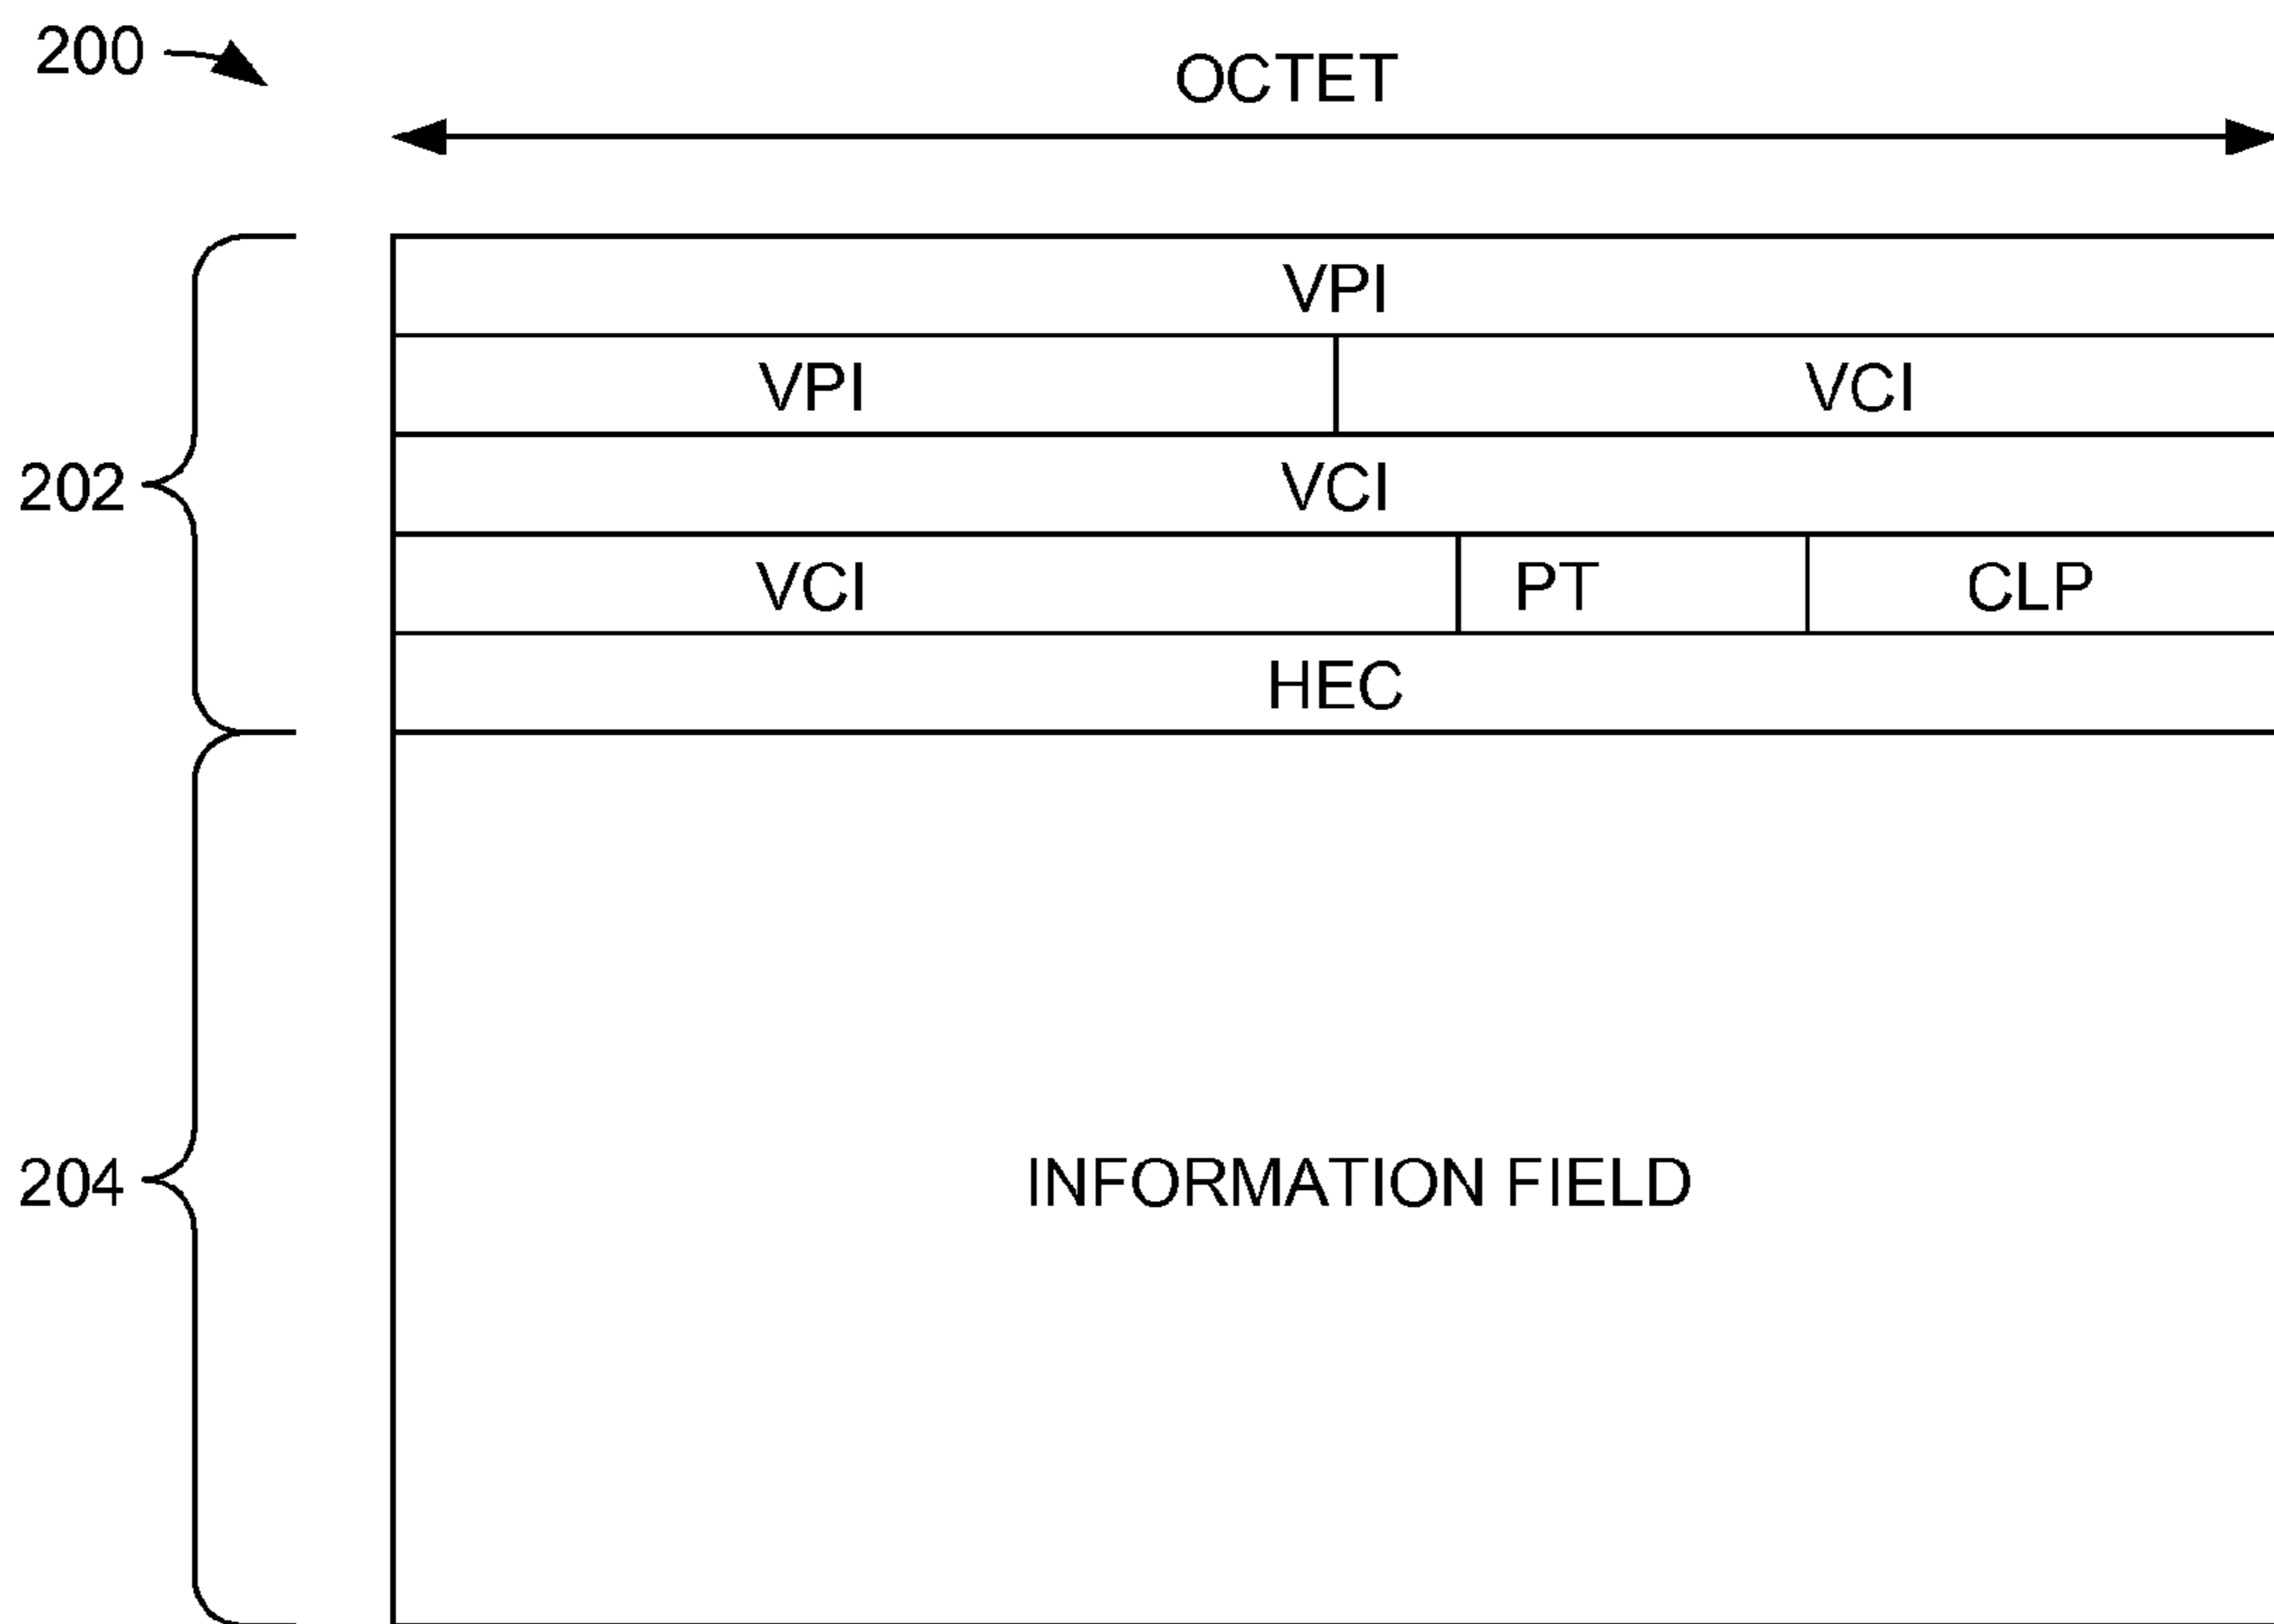 200
OCTET
VPI
VPI VCI
202
VCI
VCI PT CLP
HEC
204
INFORMATION FIELD